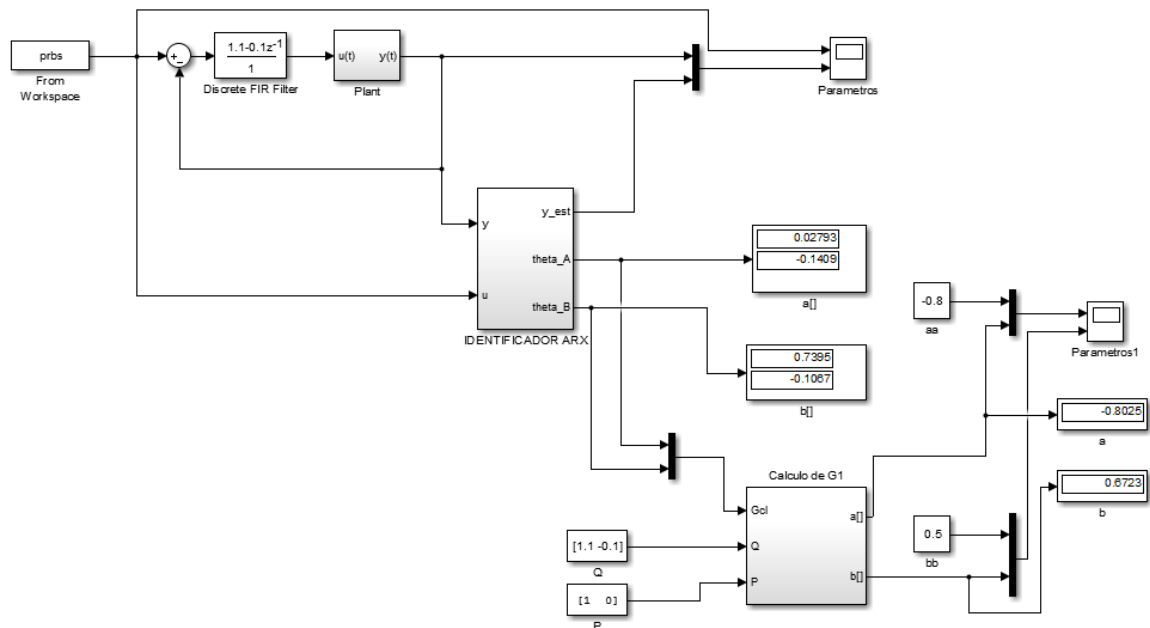 prbs
From
Workspace
+
-
1.1-0.1z-1
1
Discrete FIR Filter
u(t)
y(t)
Plant
Parametros
y
u
y_est
theta_A
theta_B
IDENTIFICADOR ARX
0.02793
-0.1409
a[]
0.7395
-0.1067
b[]
-0.8
aa
Parametros1
-0.8025
a
0.6723
b
Calculo de G1
Gcl
Q
P
a[]
b[]
0.5
bb
[1.1 -0.1]
Q
[1 0]
P